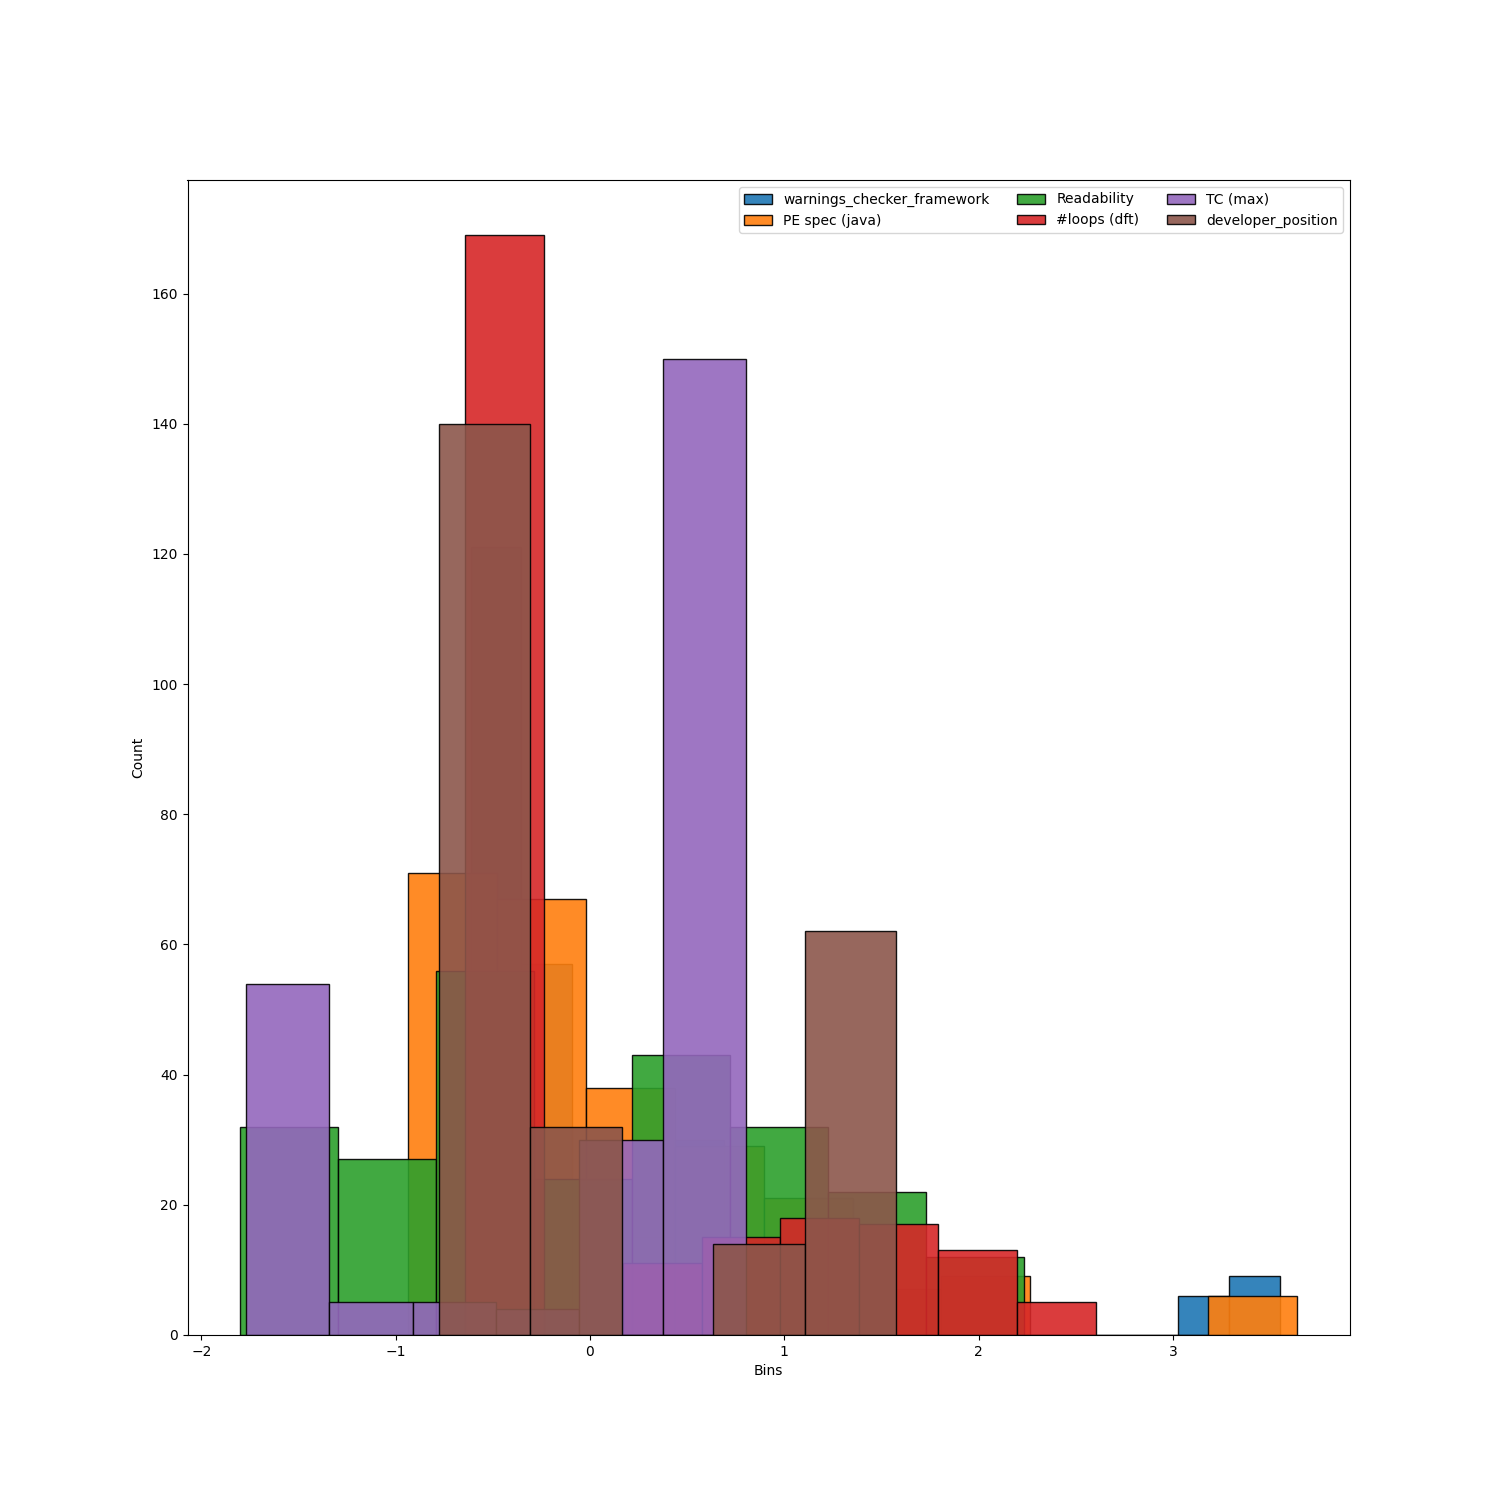 warnings_checker_framework
PE spec (java)
Readability
#loops (dft)
TC (max)
developer_position
160
140
120
100
80
60
40
20
0
Count
−2
−1
0
1
2
3
Bins